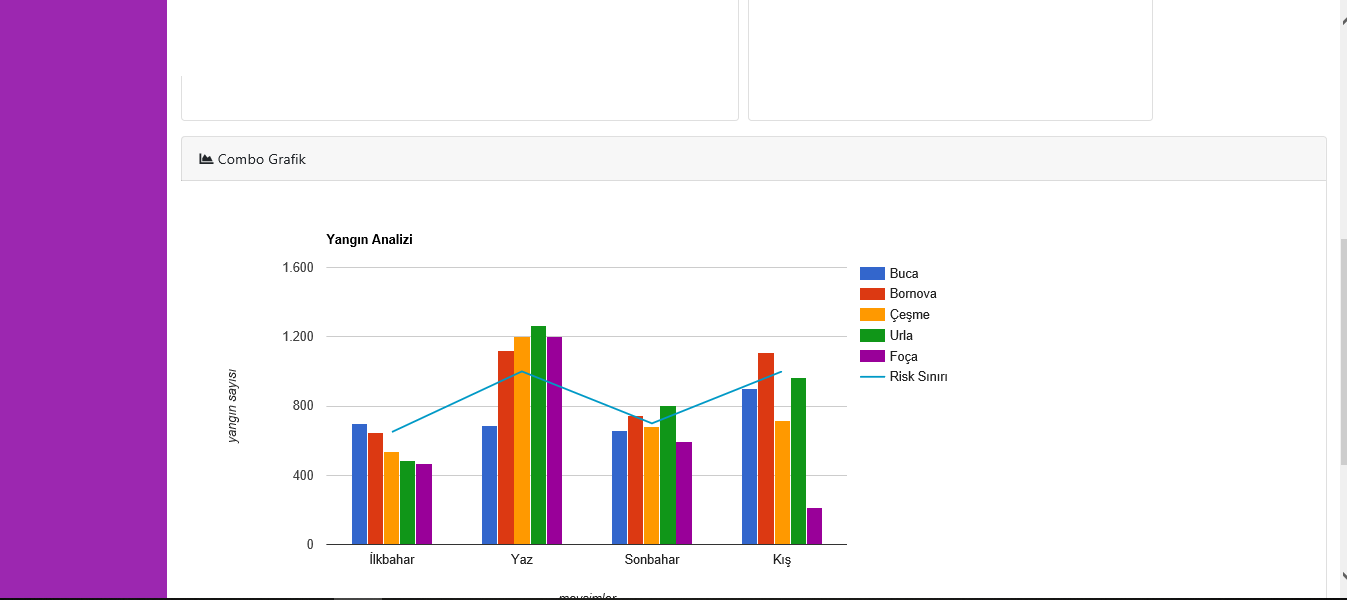 Combo Grafik
Yangın Analizi
1.600
1.200
800
400
0
yangın sayısı
İlkbahar
Yaz
Sonbahar
Kış
mevsimler
Buca
Bornova
Çeşme
Urla
Foça
Risk Sınırı